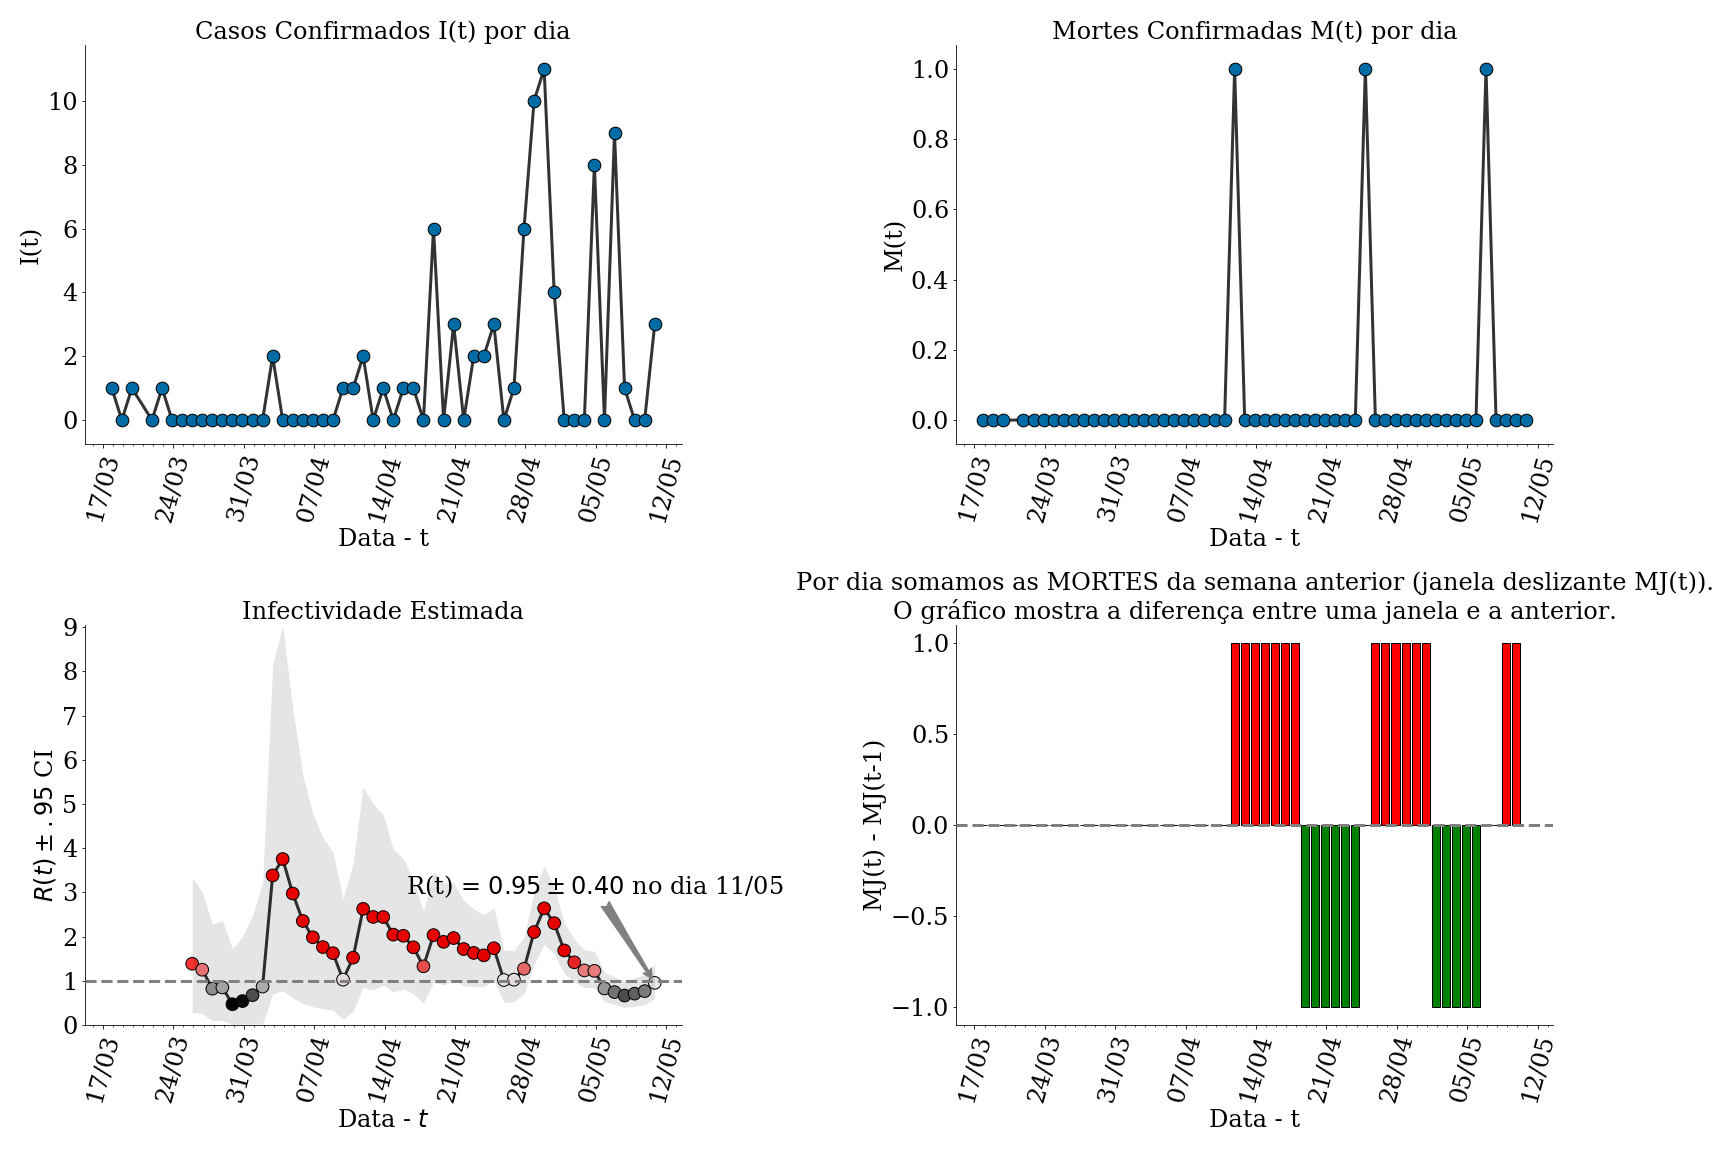 Casos Confirmados I(t) por dia
I(t)
10
8
6
4
2
0
17/03 24/03 31/03 07/04 14/04 21/04 28/04 05/05 12/05
Data - t
Mortes Confirmadas M(t) por dia
M(t)
1.0
0.8
0.6
0.4
0.2
0.0
17/03 24/03 31/03 07/04 14/04 21/04 28/04 05/05 12/05
Data - t
Infectividade Estimada
R(t) ± .95 CI
9
8
7
6
5
4
3
2
1
0
R(t) = 0.95 ± 0.40 no dia 11/05
17/03 24/03 31/03 07/04 14/04 21/04 28/04 05/05 12/05
Data - t
Por dia somamos as MORTES da semana anterior (janela deslizante MJ(t)).
O gráfico mostra a diferença entre uma janela e a anterior.
MJ(t) - MJ(t-1)
1.0
0.5
0.0
−0.5
−1.0
17/03 24/03 31/03 07/04 14/04 21/04 28/04 05/05 12/05
Data - t